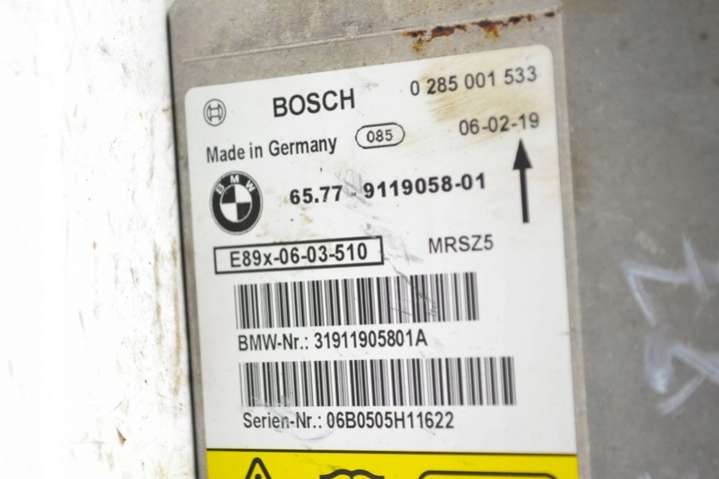 BOSCH 0 285 001 533
Made in Germany 085 06-02-19
BMW 65.77 - 9119058-01
E89x-06-03-510 MRSZ5
BMW-Nr.: 31911905801A
Serien-Nr.: 06B0505H11622